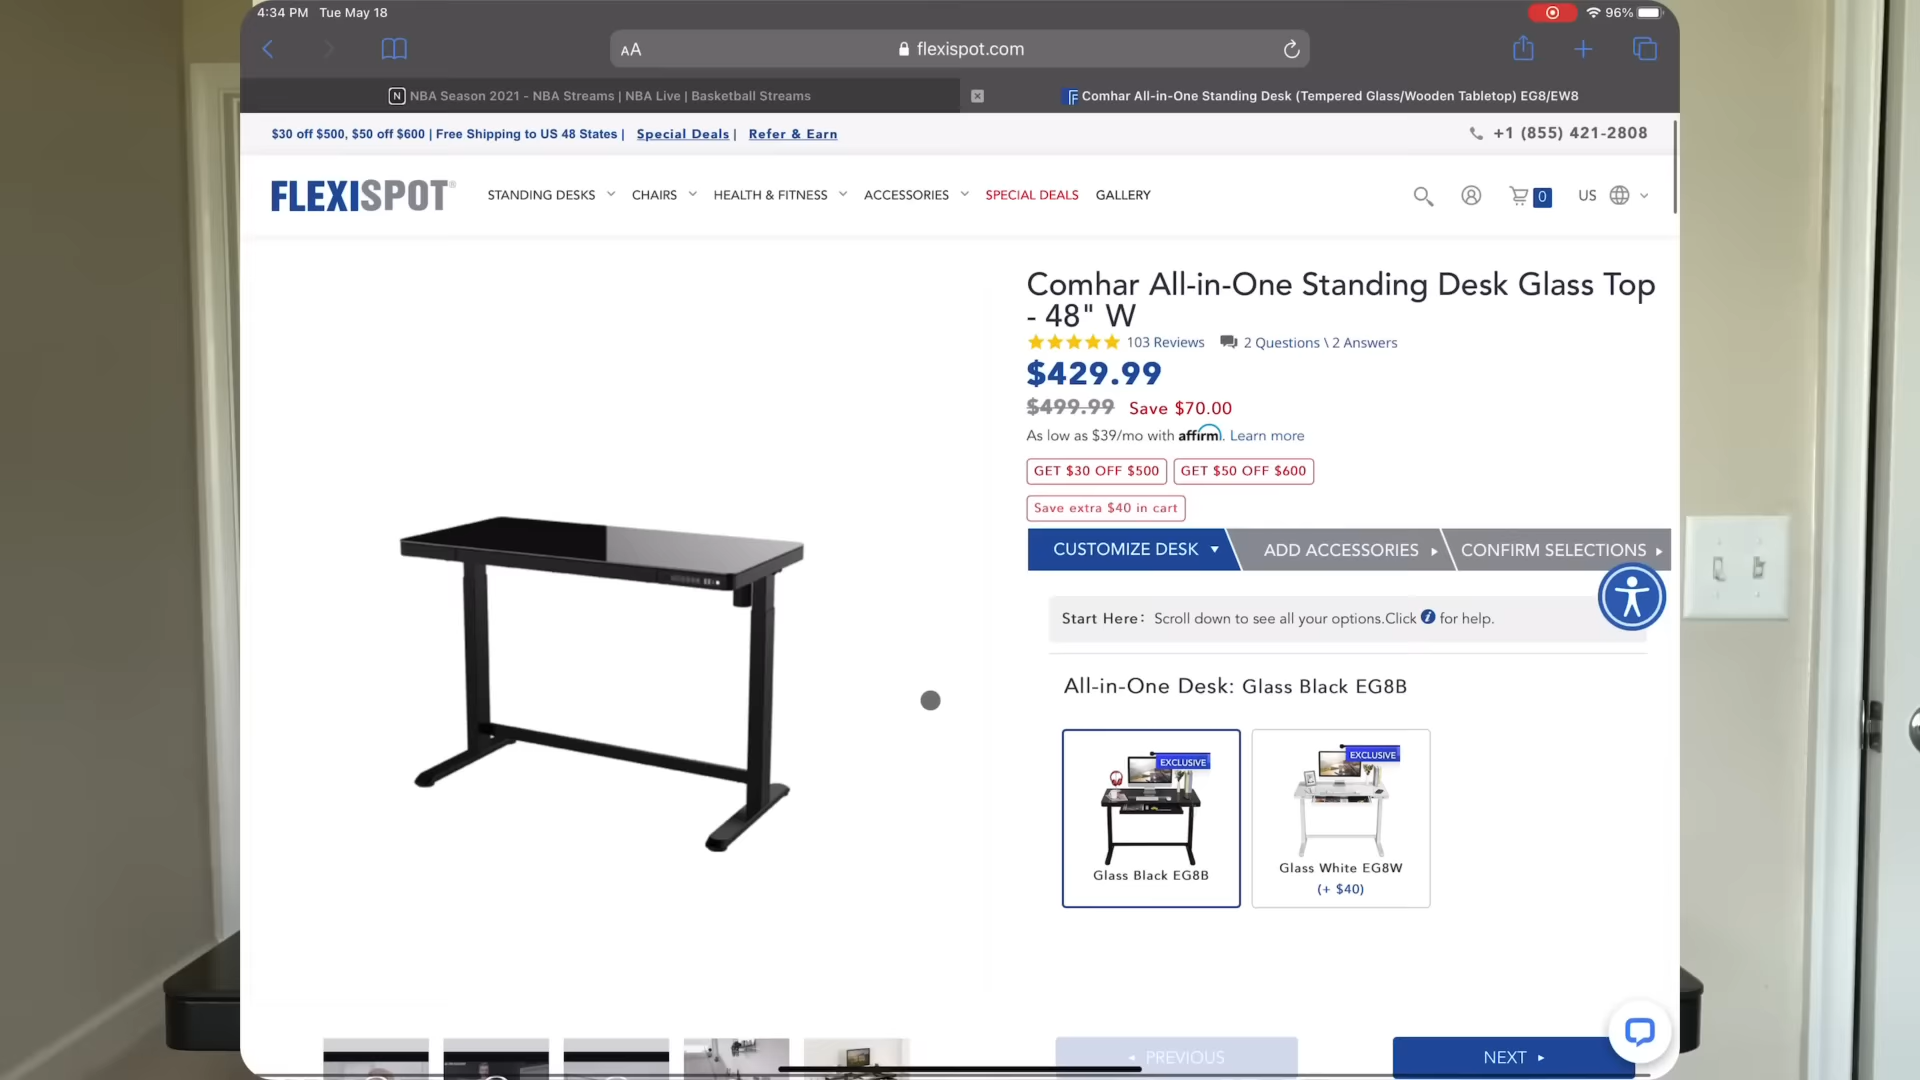 4:34 PM Tue May 18
96%
AA
flexispot.com
N NBA Season 2021 - NBA Streams | NBA Live | Basketball Streams
Comhar All-in-One Standing Desk (Tempered Glass/Wooden Tabletop) EG8/EW8
$30 off $500, $50 off $600 | Free Shipping to US 48 States | Special Deals | Refer & Earn
+1 (855) 421-2808
FLEXISPOT®
STANDING DESKS CHAIRS HEALTH & FITNESS ACCESSORIES SPECIAL DEALS GALLERY
0 US
Comhar All-in-One Standing Desk Glass Top
- 48" W
103 Reviews 2 Questions \ 2 Answers
$429.99
$499.99 Save $70.00
As low as $39/mo with affirm. Learn more
GET $30 OFF $500 GET $50 OFF $600
Save extra $40 in cart
CUSTOMIZE DESK ADD ACCESSORIES CONFIRM SELECTIONS
Start Here: Scroll down to see all your options.Click i for help.
All-in-One Desk: Glass Black EG8B
EXCLUSIVE
Glass Black EG8B
EXCLUSIVE
Glass White EG8W
(+ $40)
PREVIOUS
NEXT